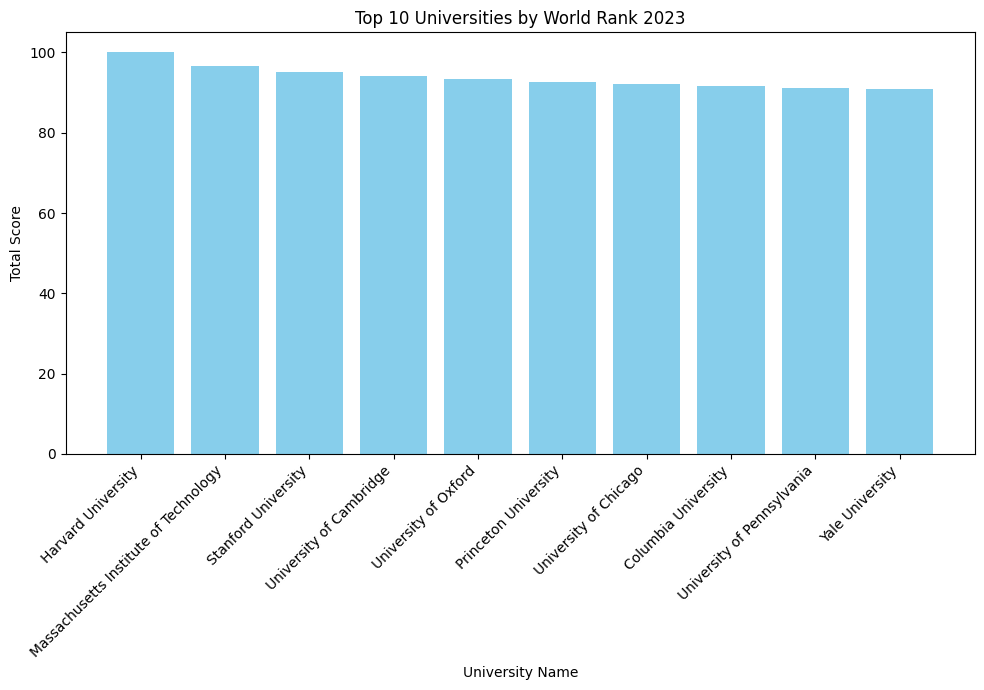 Top 10 Universities by World Rank 2023
Total Score
100
80
60
40
20
0
Harvard University
Massachusetts Institute of Technology
Stanford University
University of Cambridge
University of Oxford
Princeton University
University of Chicago
Columbia University
University of Pennsylvania
Yale University
University Name